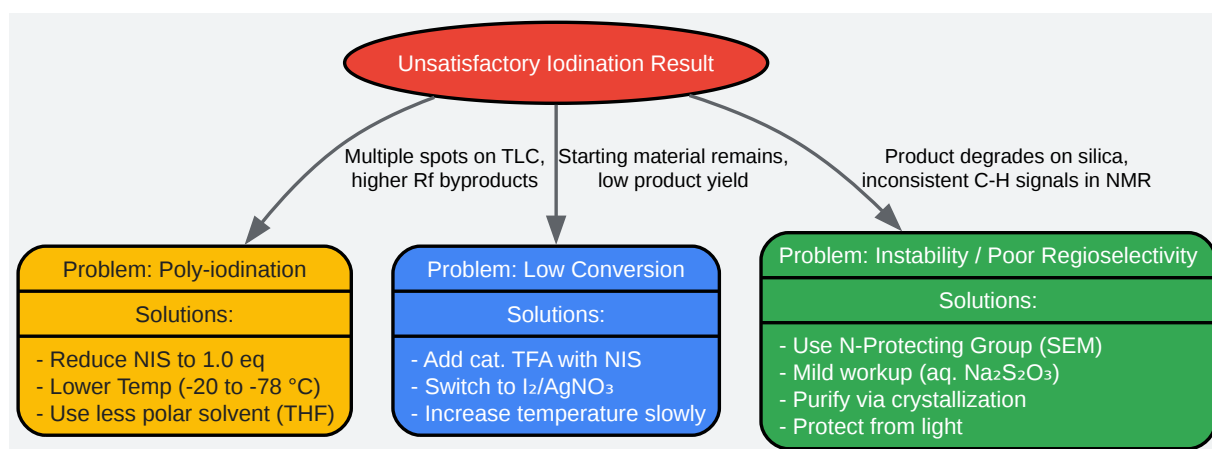 Unsatisfactory Iodination Result
Multiple spots on TLC,
higher Rf byproducts
Starting material remains,
low product yield
Product degrades on silica,
inconsistent C-H signals in NMR
Problem: Poly-iodination
Solutions:
- Reduce NIS to 1.0 eq
- Lower Temp (-20 to -78 °C)
- Use less polar solvent (THF)
Problem: Low Conversion
Solutions:
- Add cat. TFA with NIS
- Switch to I₂/AgNO₃
- Increase temperature slowly
Problem: Instability / Poor Regioselectivity
Solutions:
- Use N-Protecting Group (SEM)
- Mild workup (aq. Na₂S₂O₃)
- Purify via crystallization
- Protect from light